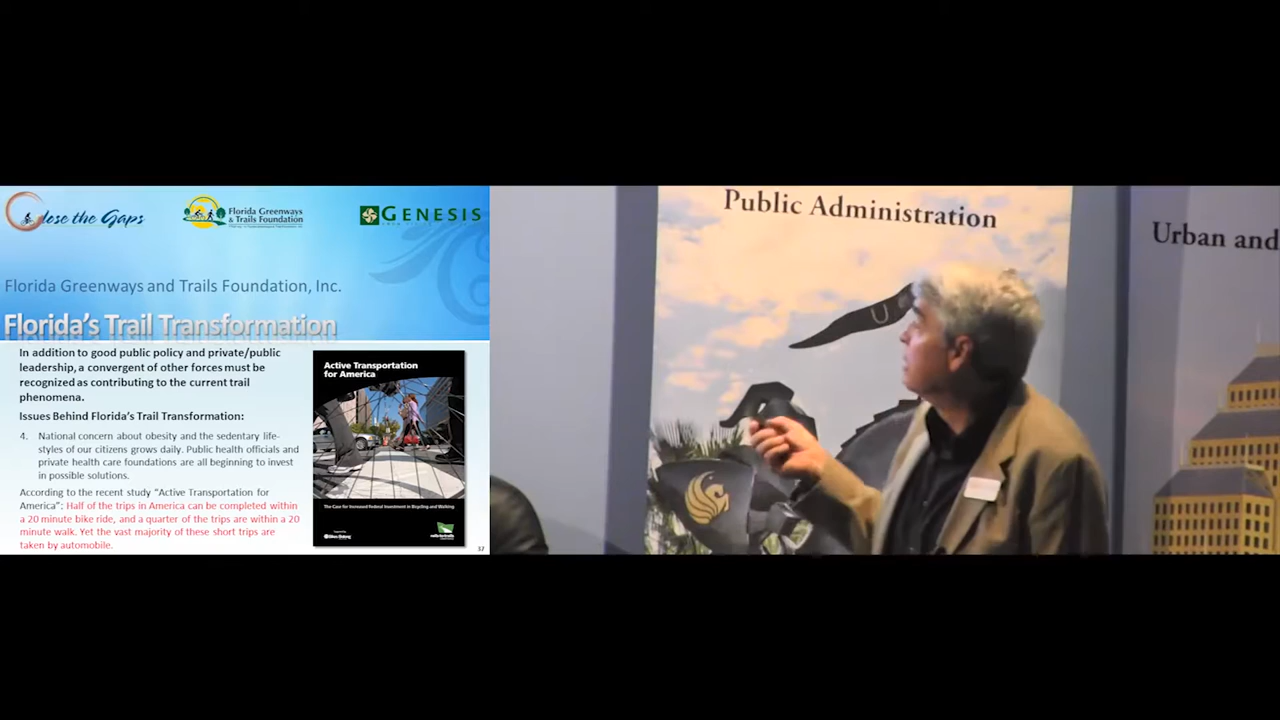 Close the Gaps
Florida Greenways
& Trails Foundation
GENESIS
Florida Greenways and Trails Foundation, Inc.
Florida's Trail Transformation
In addition to good public policy and private/public
leadership, a convergent of other forces must be
recognized as contributing to the current trail
phenomena.
Issues Behind Florida's Trail Transformation:
4. National concern about obesity and the sedentary life-
styles of our citizens grows daily. Public health officials and
private health care foundations are all beginning to invest
in possible solutions.
According to the recent study "Active Transportation for
America": Half of the trips in America can be completed within
a 20 minute bike ride, and a quarter of the trips are within a 20
minute walk. Yet the vast majority of these short trips are
taken by automobile.
Active Transportation
for America
The Case for Increased Federal Investment in Bicycling and Walking
rails-to-trails
37
Public Administration
U
Urban and